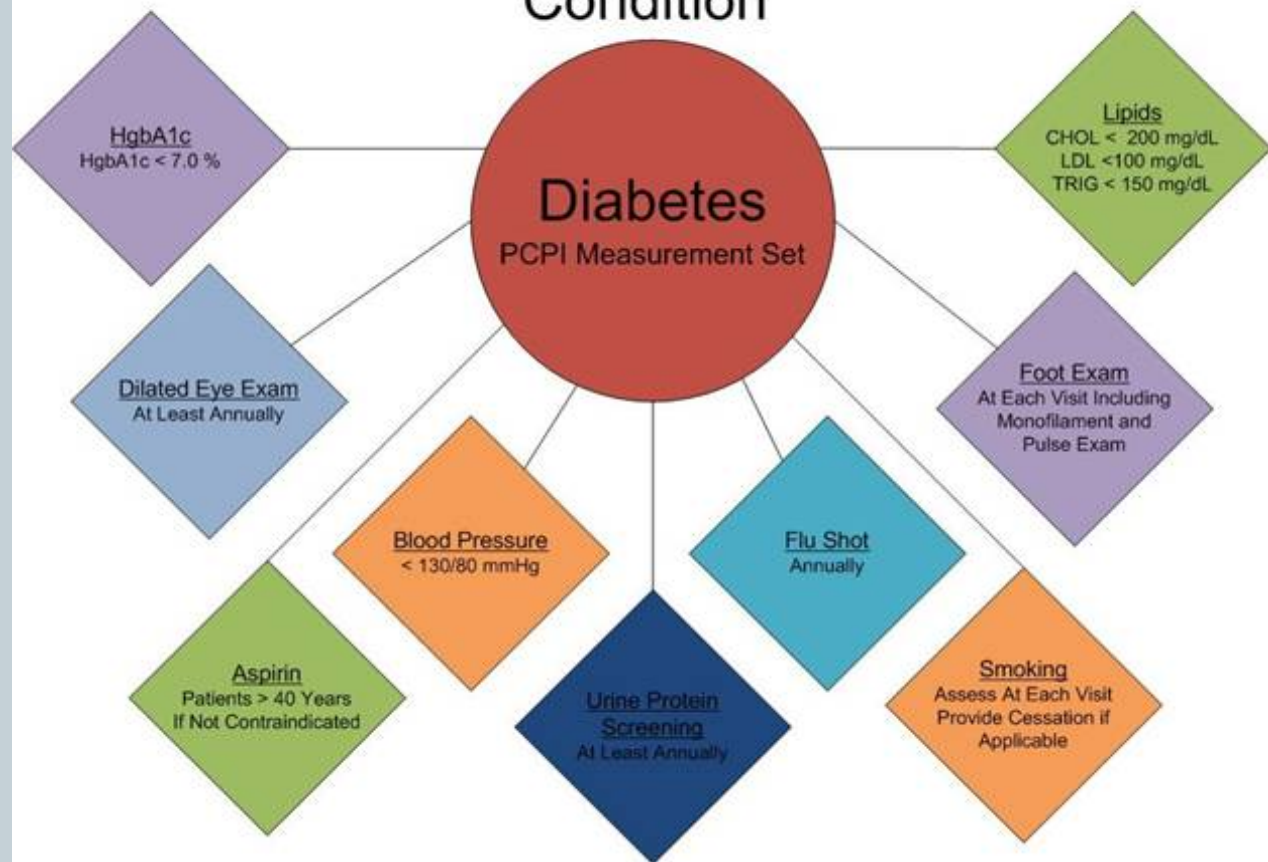 Condition
Diabetes
PCPI Measurement Set
HgbA1c
HgbA1c < 7.0 %
Lipids
CHOL < 200 mg/dL
LDL <100 mg/dL
TRIG < 150 mg/dL
Dilated Eye Exam
At Least Annually
Foot Exam
At Each Visit Including
Monofilament and
Pulse Exam
Blood Pressure
< 130/80 mmHg
Flu Shot
Annually
Aspirin
Patients > 40 Years
If Not Contraindicated
Urine Protein
Screening
At Least Annually
Smoking
Assess At Each Visit
Provide Cessation if
Applicable